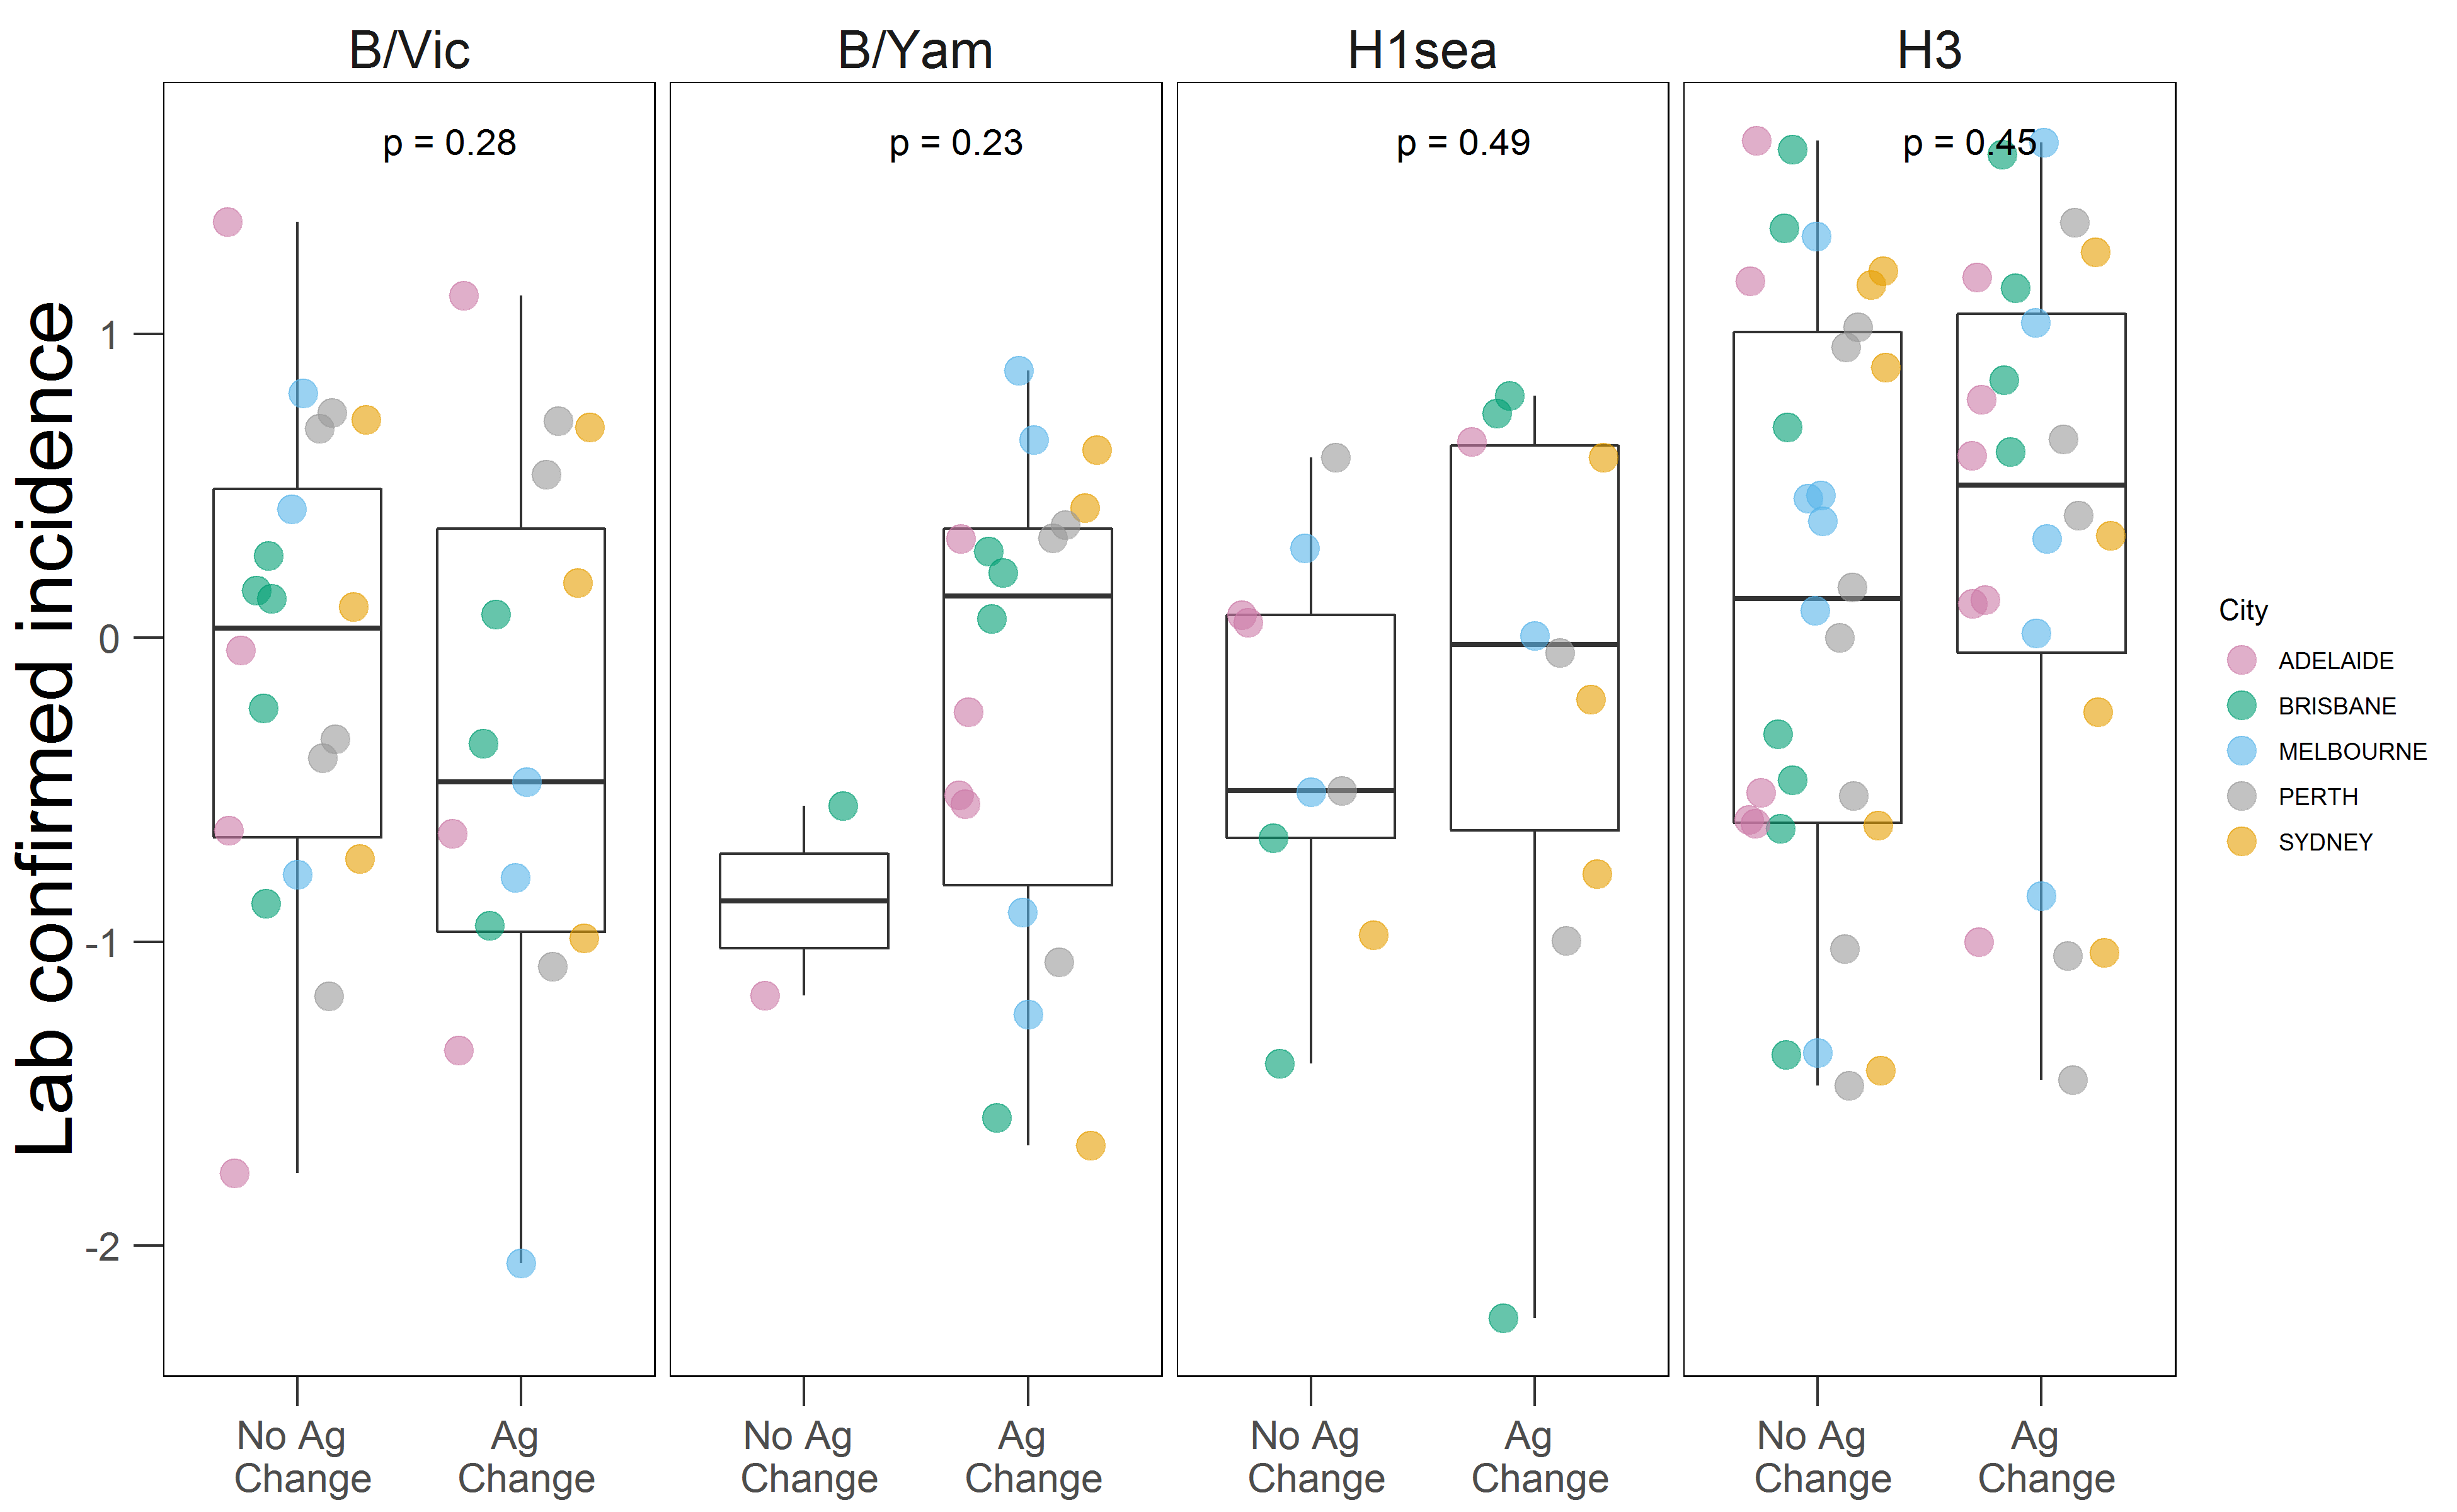 B/Vic
B/Yam
H1sea
H3
p = 0.28
p = 0.23
p = 0.49
p = 0.45
Lab confirmed incidence
1
0
-1
-2
No Ag
Change
Ag
Change
No Ag
Change
Ag
Change
No Ag
Change
Ag
Change
No Ag
Change
Ag
Change
City
ADELAIDE
BRISBANE
MELBOURNE
PERTH
SYDNEY